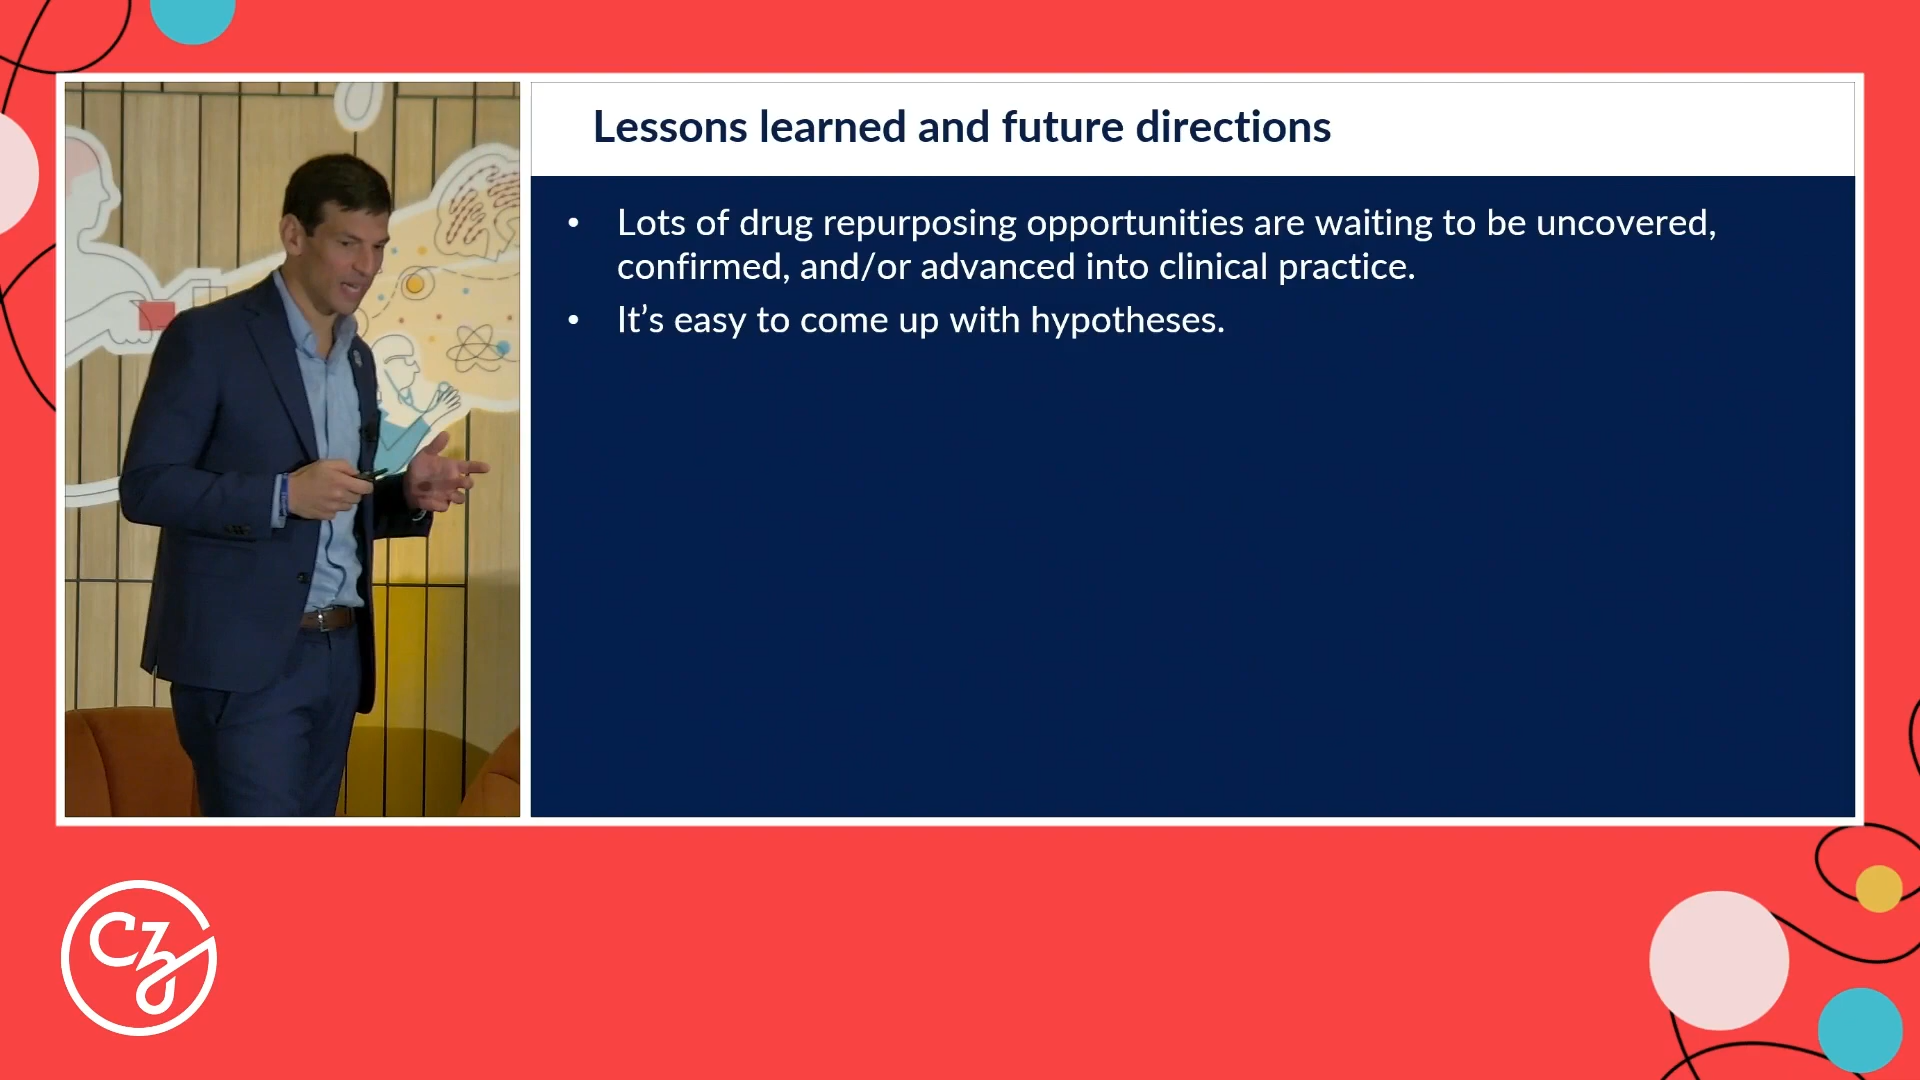 Lessons learned and future directions
• Lots of drug repurposing opportunities are waiting to be uncovered,
confirmed, and/or advanced into clinical practice.
• It’s easy to come up with hypotheses.
CZI